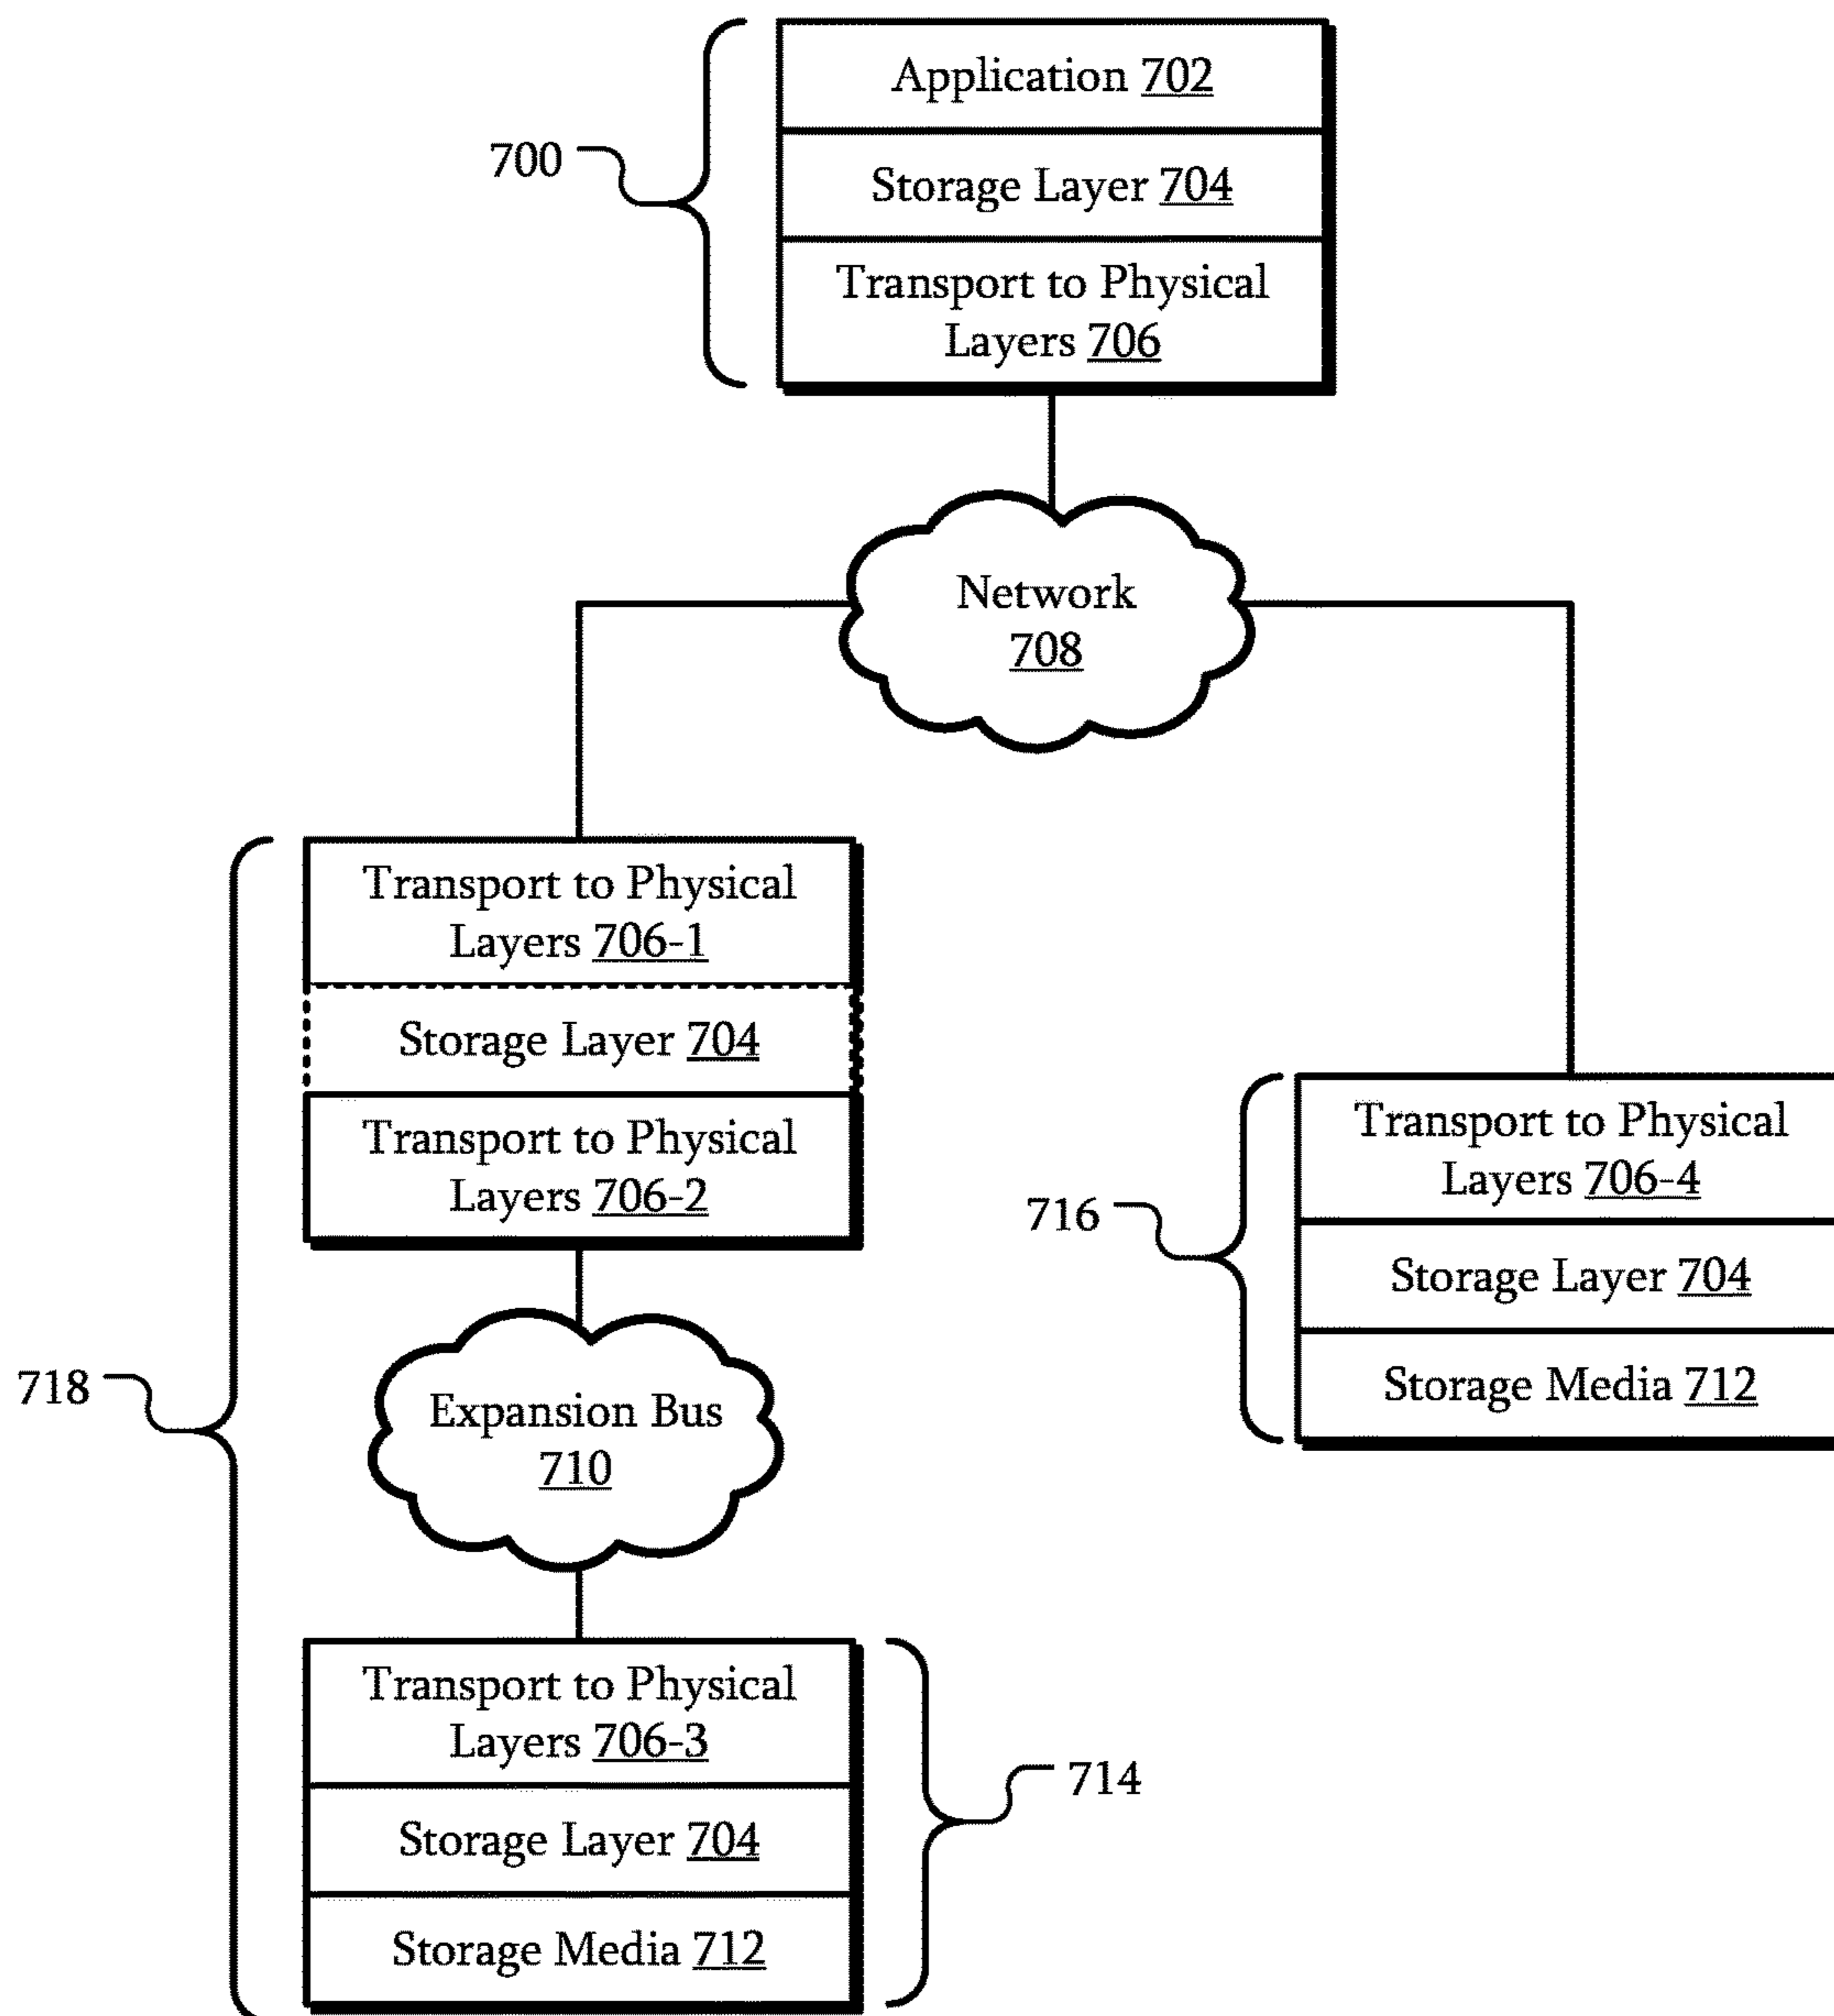 Application 702
700
Storage Layer 704
Transport to Physical
Layers 706
Network
708
Transport to Physical
Layers 706-1
Storage Layer 704
Transport to Physical
Layers 706-2
718
Expansion Bus
710
Transport to Physical
Layers 706-3
Storage Layer 704
Storage Media 712
714
716
Transport to Physical
Layers 706-4
Storage Layer 704
Storage Media 712